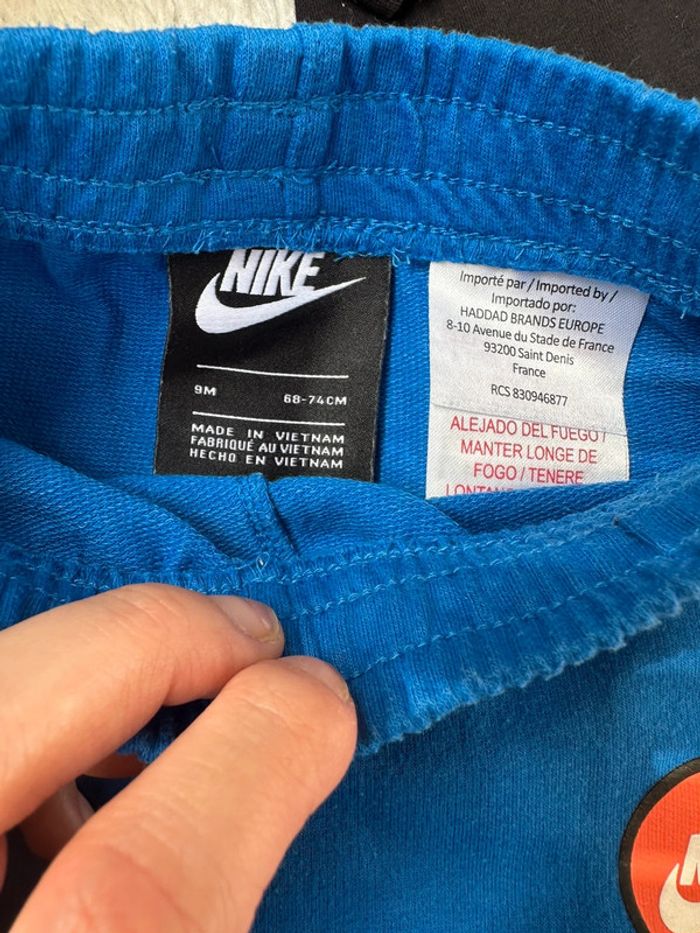 NIKE
9M 68-74CM
MADE IN VIETNAM
FABRIQUÉ AU VIETNAM
HECHO EN VIETNAM
Importé par / Imported by /
Importado por:
HADDAD BRANDS EUROPE
8-10 Avenue du Stade de France
93200 Saint Denis
France
RCS 830946877
ALEJADO DEL FUEGO /
MANTER LONGE DE
FOGO / TENERE